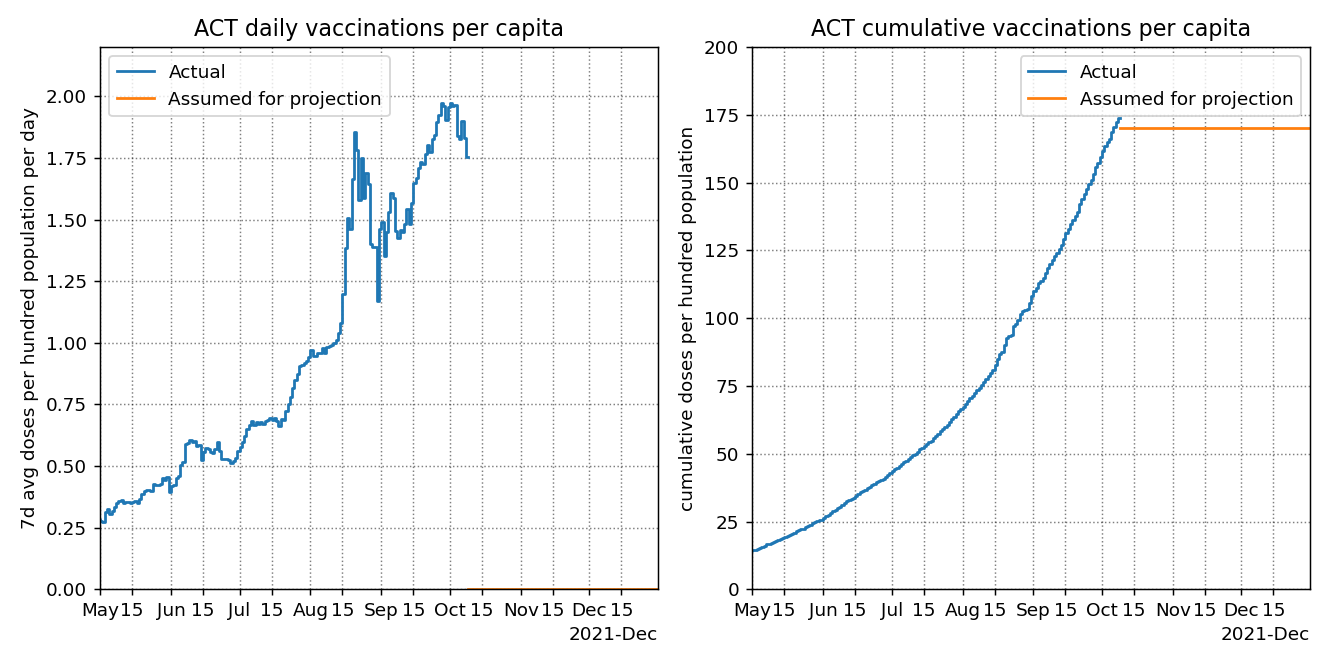 ACT daily vaccinations per capita
Actual
Assumed for projection
7d avg doses per hundred population per day
2.00
1.75
1.50
1.25
1.00
0.75
0.50
0.25
0.00
May 15 Jun 15 Jul 15 Aug 15 Sep 15 Oct 15 Nov 15 Dec 15
2021-Dec
ACT cumulative vaccinations per capita
Actual
Assumed for projection
cumulative doses per hundred population
200
175
150
125
100
75
50
25
0
May 15 Jun 15 Jul 15 Aug 15 Sep 15 Oct 15 Nov 15 Dec 15
2021-Dec